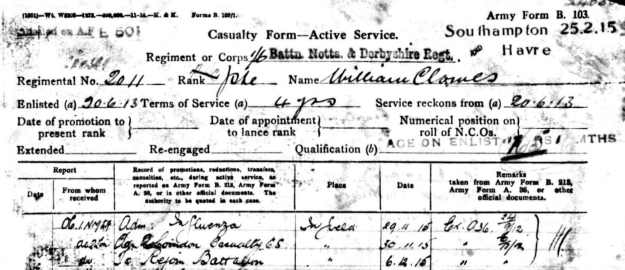 Forms B. 103/1.
Army Form B. 103.
Casualty Form—Active Service.
Southampton 25.2.15
Havre
Regiment or Corps 1/6 Battn. Notts. & Derbyshire Regt.
Regimental No. 2011 Rank Pte Name William Clowes
Enlisted (a) 20.6.13 Terms of Service (a) 4 yrs Service reckons from (a) 20.6.13
Date of promotion to present rank
Date of appointment to lance rank
Numerical position on roll of N.C.Os.
AGE ON ENLIST MTHS
Extended Re-engaged Qualification (b)
Report
Date
From whom received
Record of promotions, reductions, transfers, casualties, etc., during active service, as reported on Army Form B. 213, Army Form A. 36, or in other official documents. The authority to be quoted in each case.
Place
Date
Remarks taken from Army Form B. 213, Army Form A. 36, or other official documents.
Adm. Influenza In field 29.11.15
30.11.15
To Rejoin Battalion " 6.12.15 "